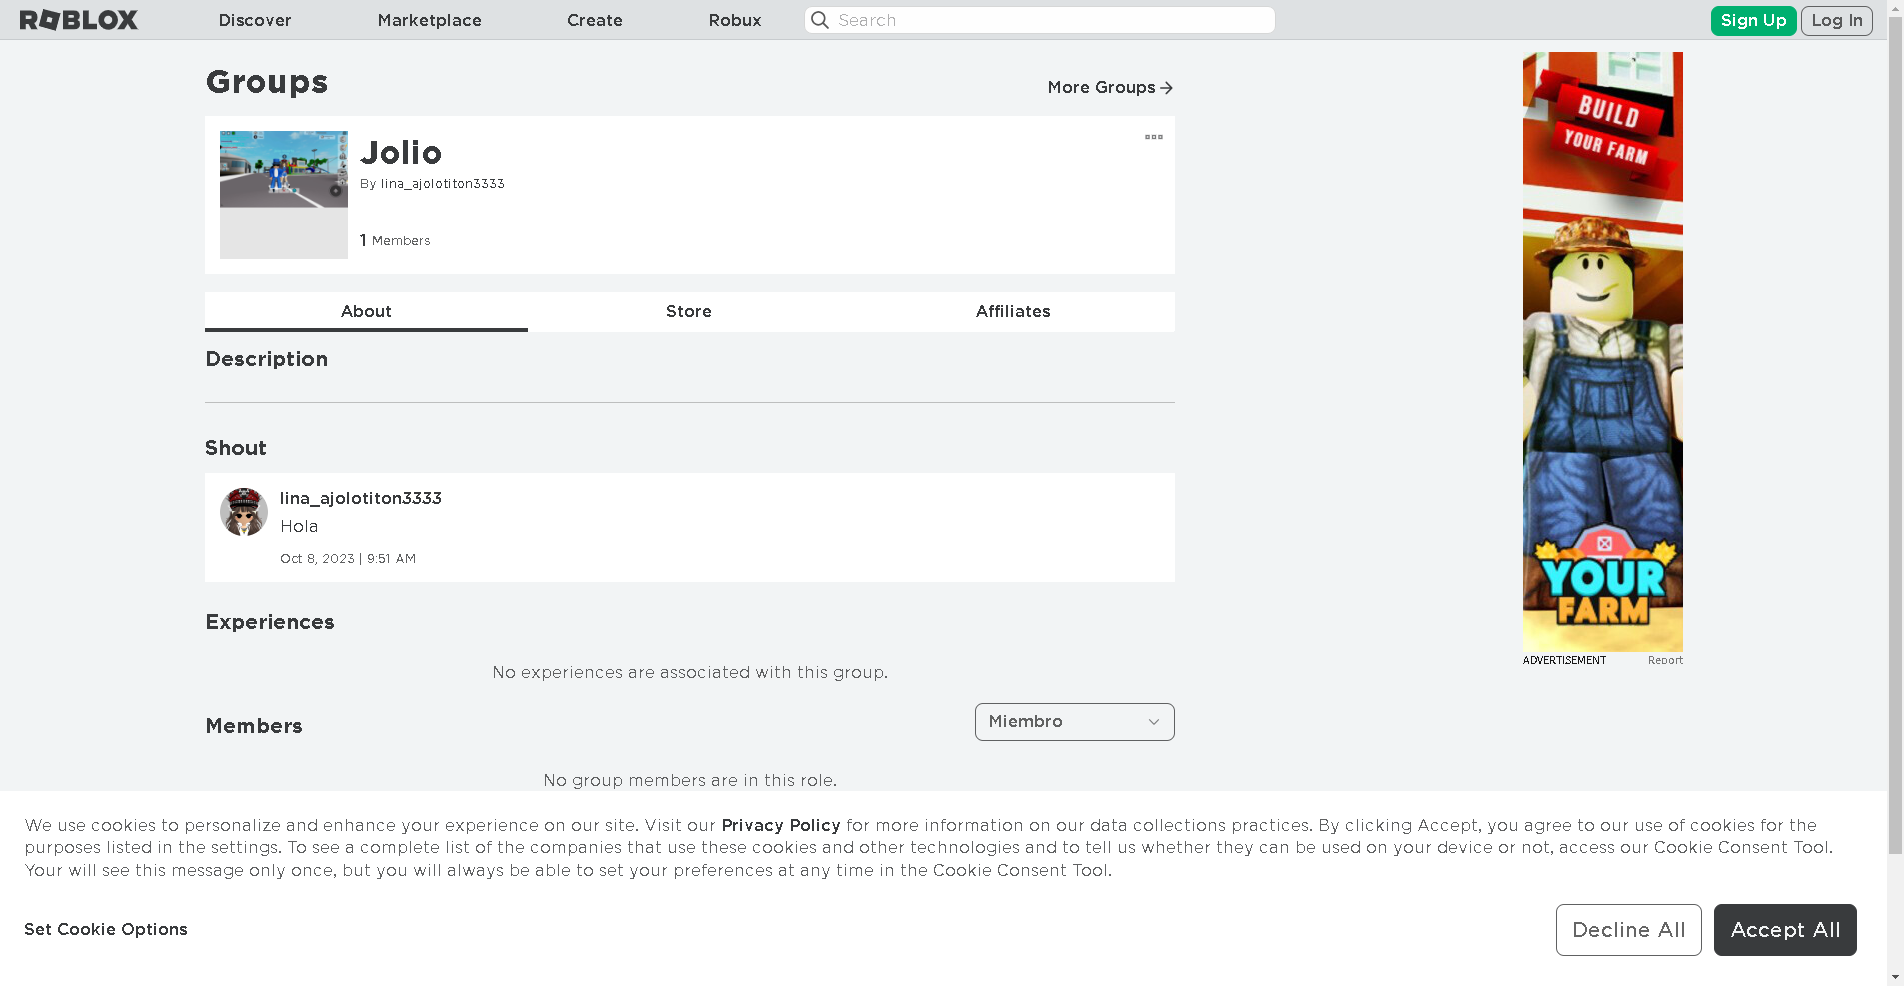 ROBLOX Discover Marketplace Create Robux Search Sign Up Log In
Groups
More Groups
Jolio
By lina_ajolotiton3333
1 Members
About Store Affiliates
Description
Shout
lina_ajolotiton3333
Hola
Oct 8, 2023 | 9:51 AM
Experiences
No experiences are associated with this group.
Members
Miembro
No group members are in this role.
BUILD
YOUR FARM
YOUR
FARM
ADVERTISEMENT Report
We use cookies to personalize and enhance your experience on our site. Visit our Privacy Policy for more information on our data collections practices. By clicking Accept, you agree to our use of cookies for the
purposes listed in the settings. To see a complete list of the companies that use these cookies and other technologies and to tell us whether they can be used on your device or not, access our Cookie Consent Tool.
Your will see this message only once, but you will always be able to set your preferences at any time in the Cookie Consent Tool.
Set Cookie Options
Decline All
Accept All